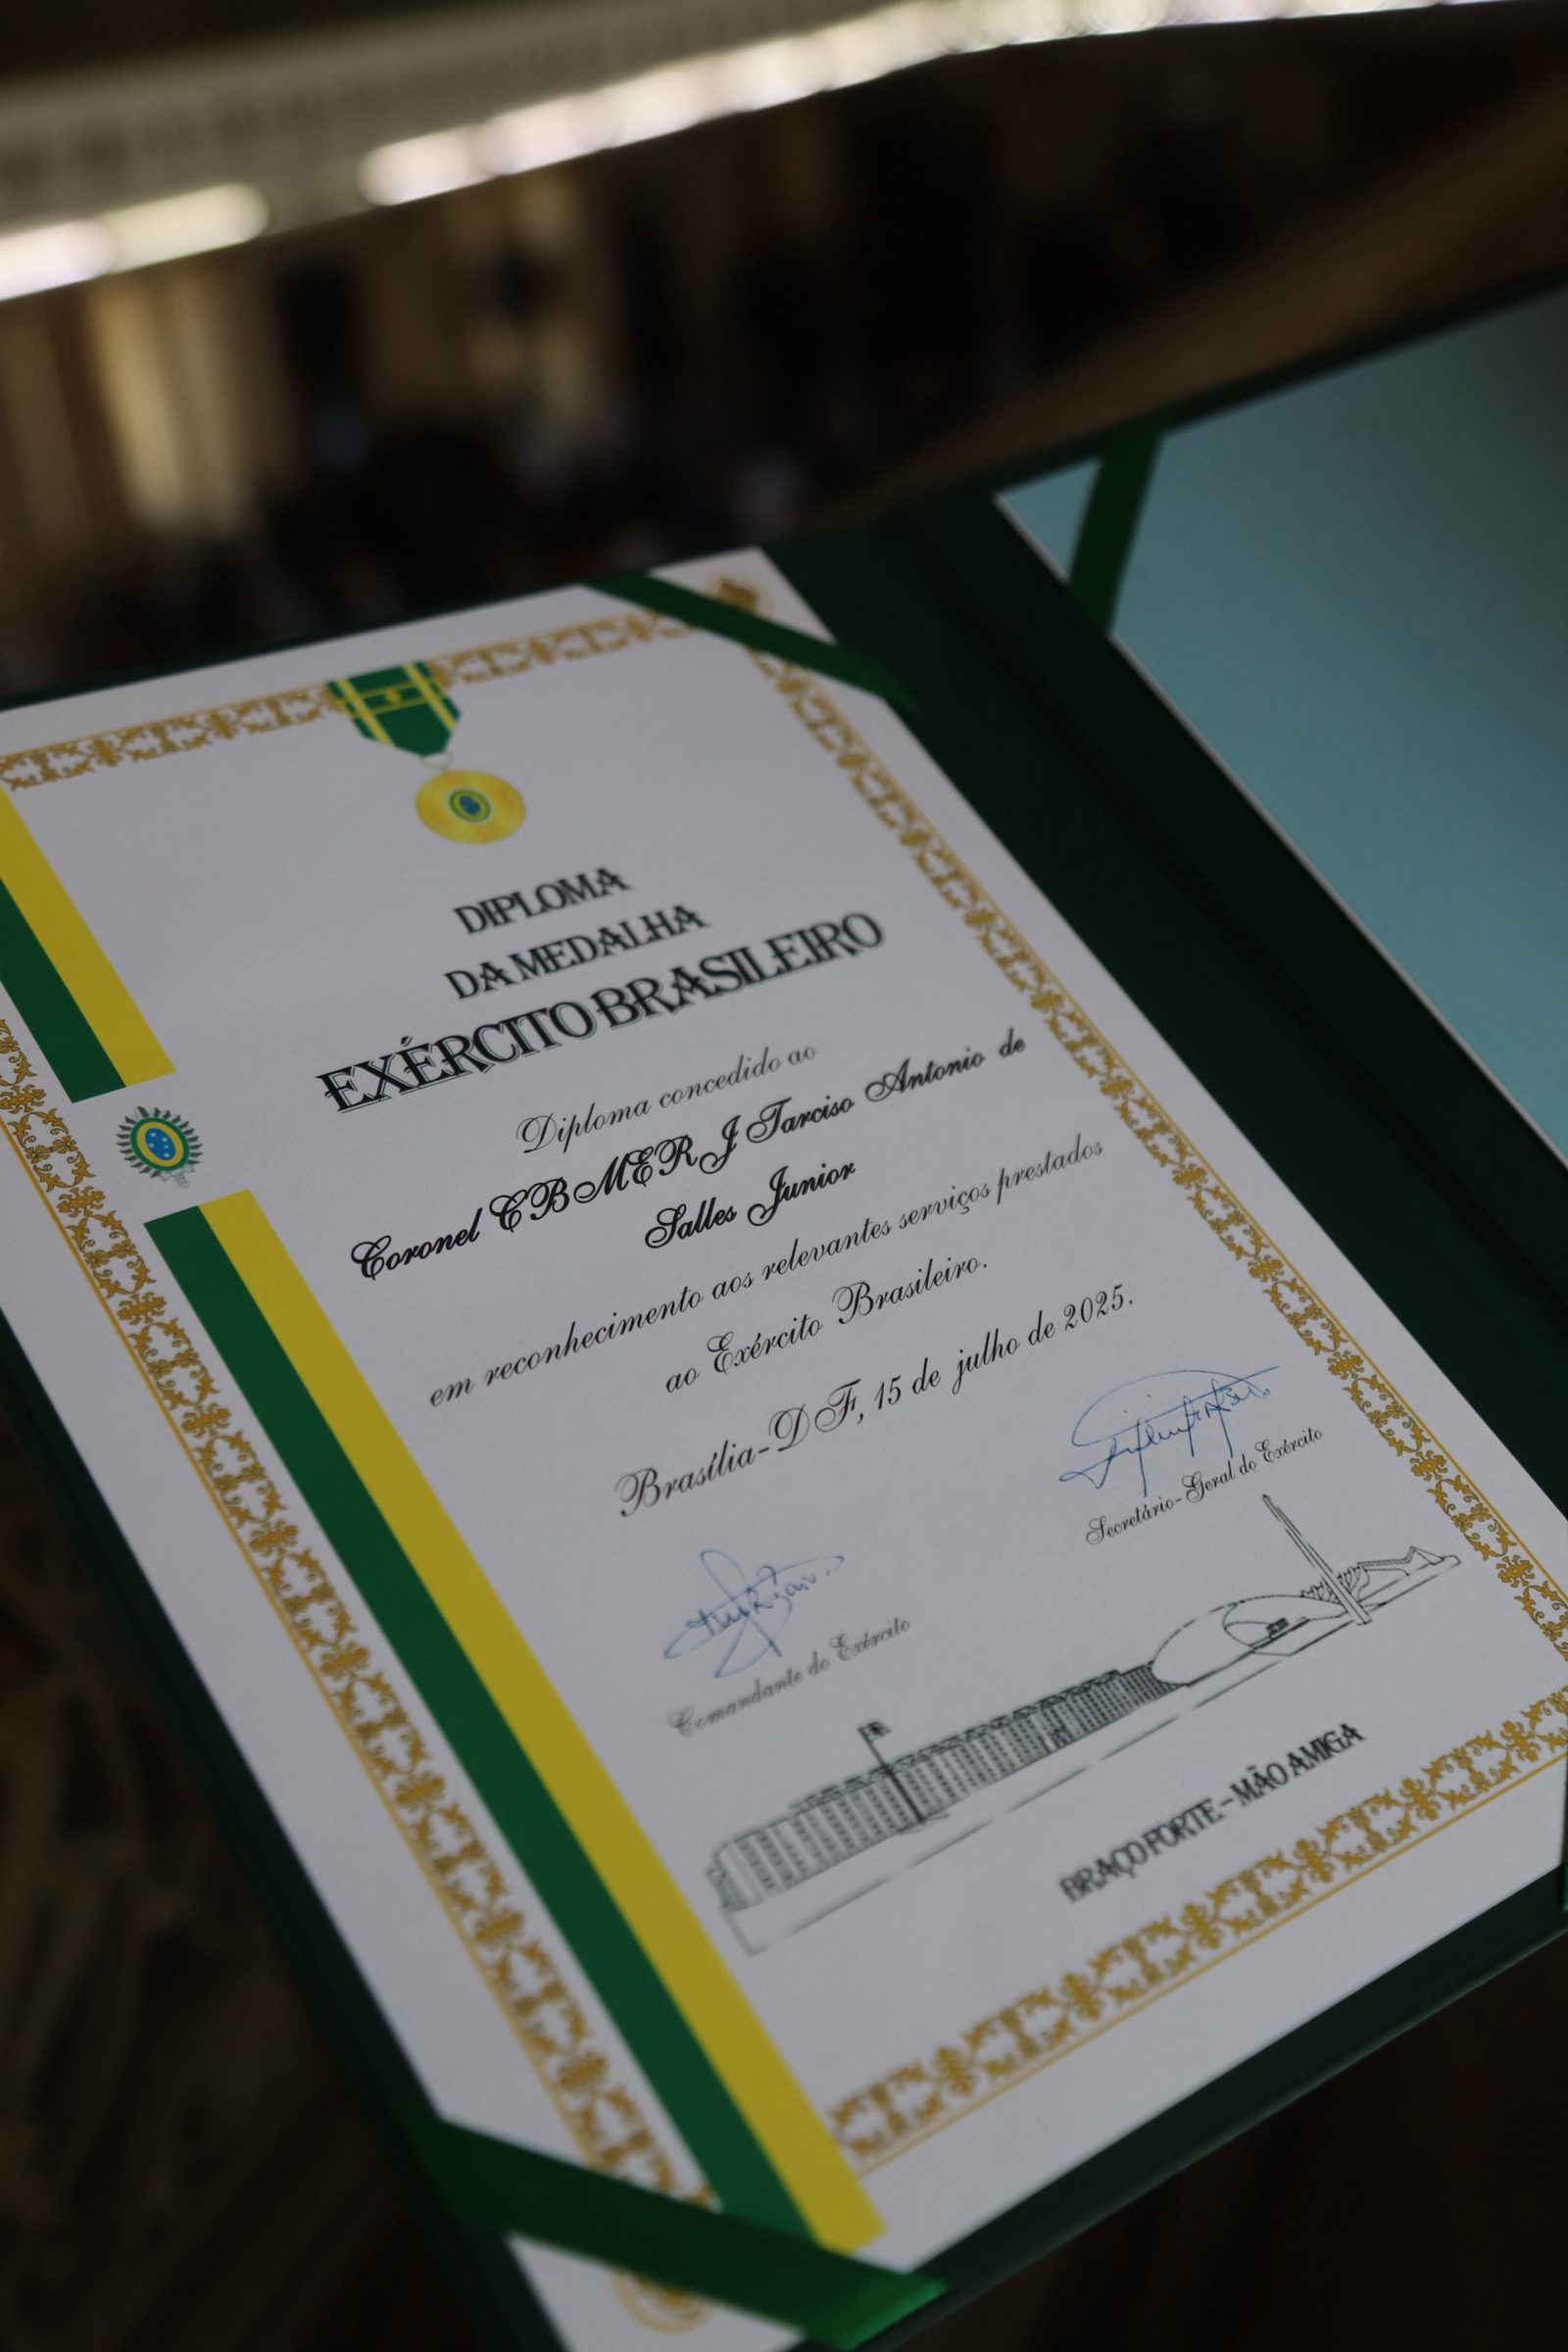 DIPLOMA
DA MEDALHA
EXÉRCITO BRASILEIRO
Diploma concedido ao
Coronel CBMERJ Tarciso Antonio de
Salles Junior
em reconhecimento aos relevantes serviços prestados
ao Exército Brasileiro.
Brasília-DF, 15 de julho de 2025.
Secretário-Geral do Exército
Comandante do Exército
BRAÇO FORTE - MÃO AMIGA